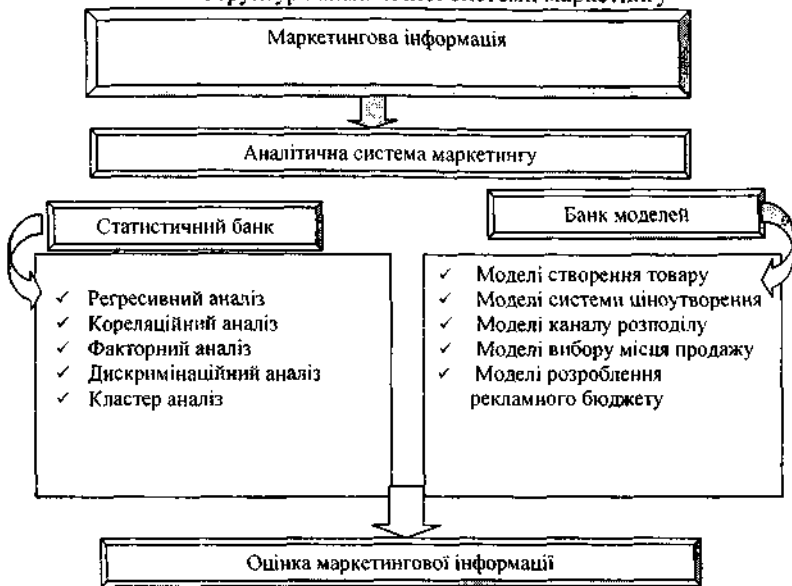 маркетингу
Маркетингова інформація
Аналітична система маркетингу
Статистичний банк
✓ Регресивний аналіз
✓ Кореляційний аналіз
✓ Факторний аналіз
✓ Дискримінаційний аналіз
✓ Кластер аналіз
Банк моделей
✓ Моделі створення товару
✓ Моделі системи ціноутворення
✓ Моделі каналу розподілу
✓ Моделі вибору місця продажу
✓ Моделі розроблення
рекламного бюджету
Оцінка маркетингової інформації